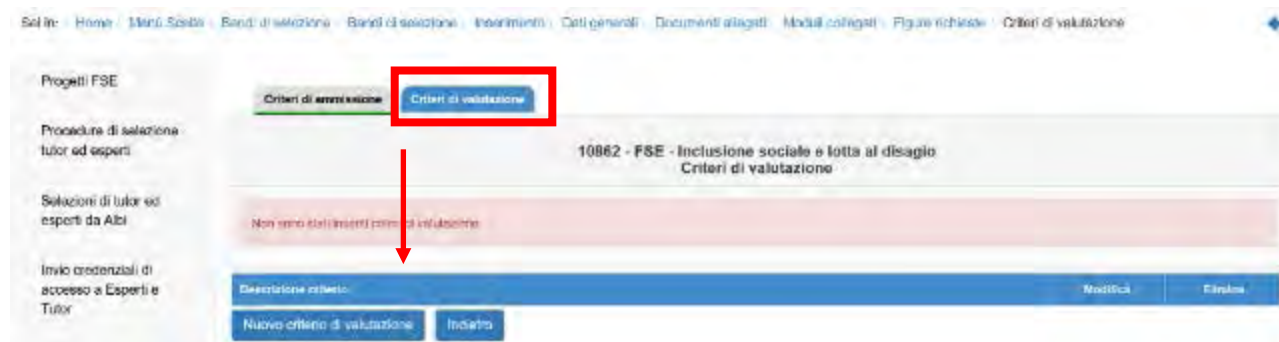 Sei in: Home Menù Scelte Bandi di selezione Bandi di selezione Inserimento Dati generali Documenti allegati Moduli collegati Figure richieste Criteri di valutazione
Progetti FSE
Procedure di selezione
tutor ed esperti
Selezioni di tutor ed
esperti da Albi
Invio credenziali di
accesso a Esperti e
Tutor
Criteri di ammissione Criteri di valutazione
10862 - FSE - Inclusione sociale e lotta al disagio
Criteri di valutazione
Non sono stati inseriti criteri di valutazione
Descrizione criterio Modifica Elimina
Nuovo criterio di valutazione Indietro